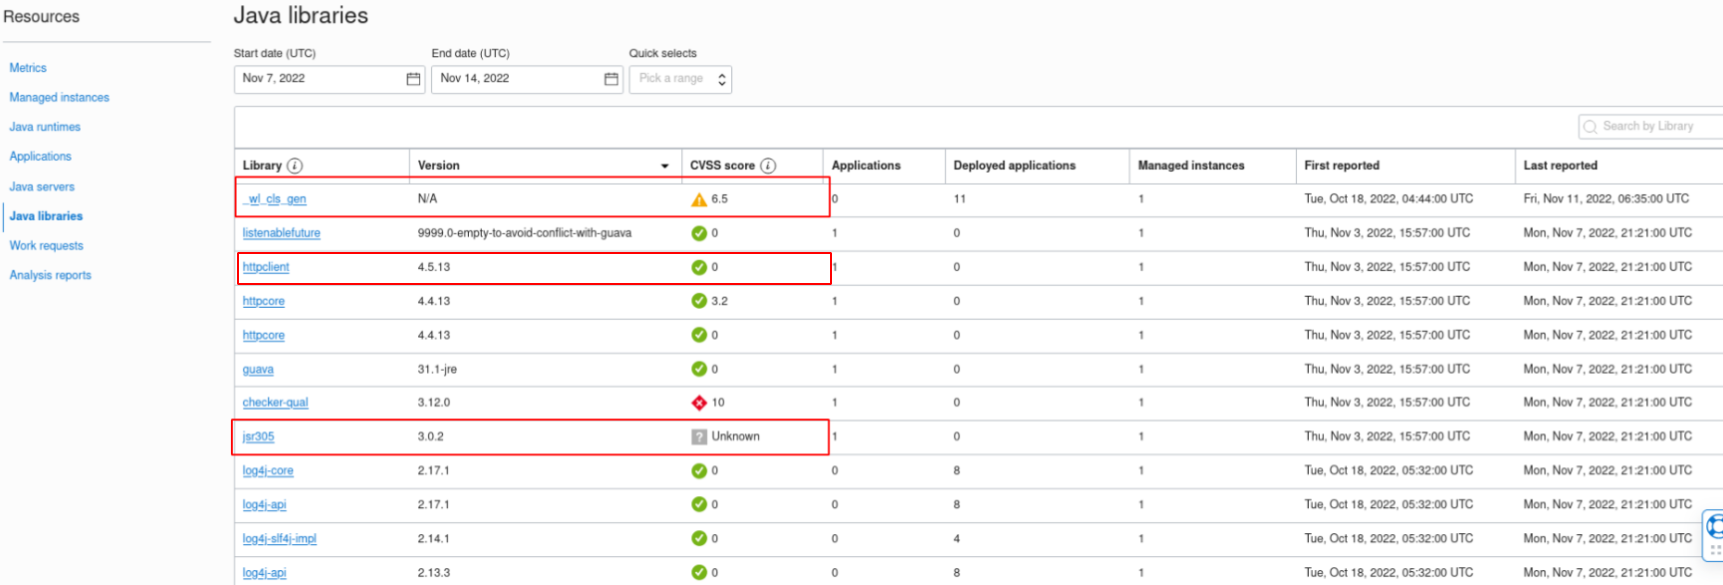 Resources
Metrics
Managed instances
Java runtimes
Applications
Java servers
Java libraries
Work requests
Analysis reports
Java libraries
Start date (UTC) End date (UTC) Quick selects
Nov 7, 2022 Nov 14, 2022 Pick a range
Search by Library
Library Version CVSS score Applications Deployed applications Managed instances First reported Last reported
_wl_cls_gen N/A 6.5 0 11 1 Tue, Oct 18, 2022, 04:44:00 UTC Fri, Nov 11, 2022, 06:35:00 UTC
listenablefuture 9999.0-empty-to-avoid-conflict-with-guava 0 1 0 1 Thu, Nov 3, 2022, 15:57:00 UTC Mon, Nov 7, 2022, 21:21:00 UTC
httpclient 4.5.13 0 1 0 1 Thu, Nov 3, 2022, 15:57:00 UTC Mon, Nov 7, 2022, 21:21:00 UTC
httpcore 4.4.13 3.2 1 0 1 Thu, Nov 3, 2022, 15:57:00 UTC Mon, Nov 7, 2022, 21:21:00 UTC
httpcore 4.4.13 0 1 0 1 Thu, Nov 3, 2022, 15:57:00 UTC Mon, Nov 7, 2022, 21:21:00 UTC
guava 31.1-jre 0 1 0 1 Thu, Nov 3, 2022, 15:57:00 UTC Mon, Nov 7, 2022, 21:21:00 UTC
checker-qual 3.12.0 10 1 0 1 Thu, Nov 3, 2022, 15:57:00 UTC Mon, Nov 7, 2022, 21:21:00 UTC
jsr305 3.0.2 ? Unknown 1 0 1 Thu, Nov 3, 2022, 15:57:00 UTC Mon, Nov 7, 2022, 21:21:00 UTC
log4j-core 2.17.1 0 0 8 1 Tue, Oct 18, 2022, 05:32:00 UTC Mon, Nov 7, 2022, 21:21:00 UTC
log4j-api 2.17.1 0 0 8 1 Tue, Oct 18, 2022, 05:32:00 UTC Mon, Nov 7, 2022, 21:21:00 UTC
log4j-slf4j-impl 2.14.1 0 0 4 1 Tue, Oct 18, 2022, 05:32:00 UTC Mon, Nov 7, 2022, 21:21:00 UTC
log4j-api 2.13.3 0 0 8 1 Tue, Oct 18, 2022, 05:32:00 UTC Mon, Nov 7, 2022, 21:21:00 UTC